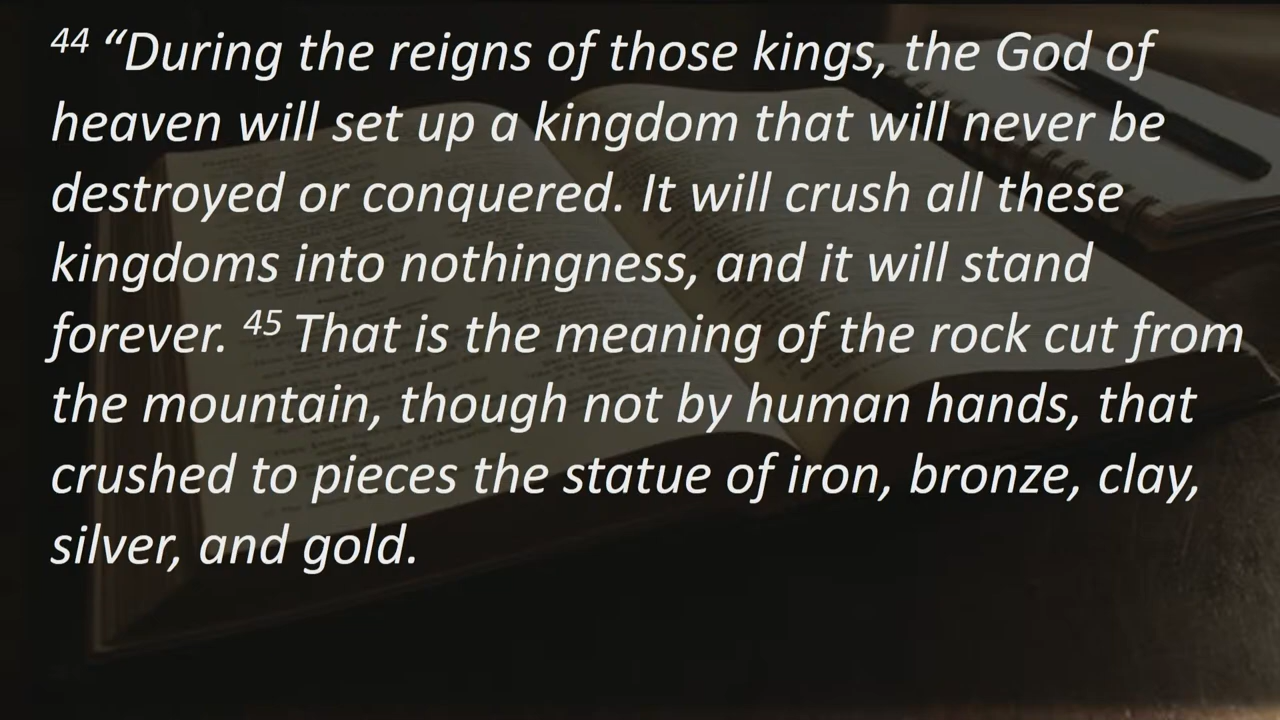 44 “During the reigns of those kings, the God of
heaven will set up a kingdom that will never be
destroyed or conquered. It will crush all these
kingdoms into nothingness, and it will stand
forever. 45 That is the meaning of the rock cut from
the mountain, though not by human hands, that
crushed to pieces the statue of iron, bronze, clay,
silver, and gold.